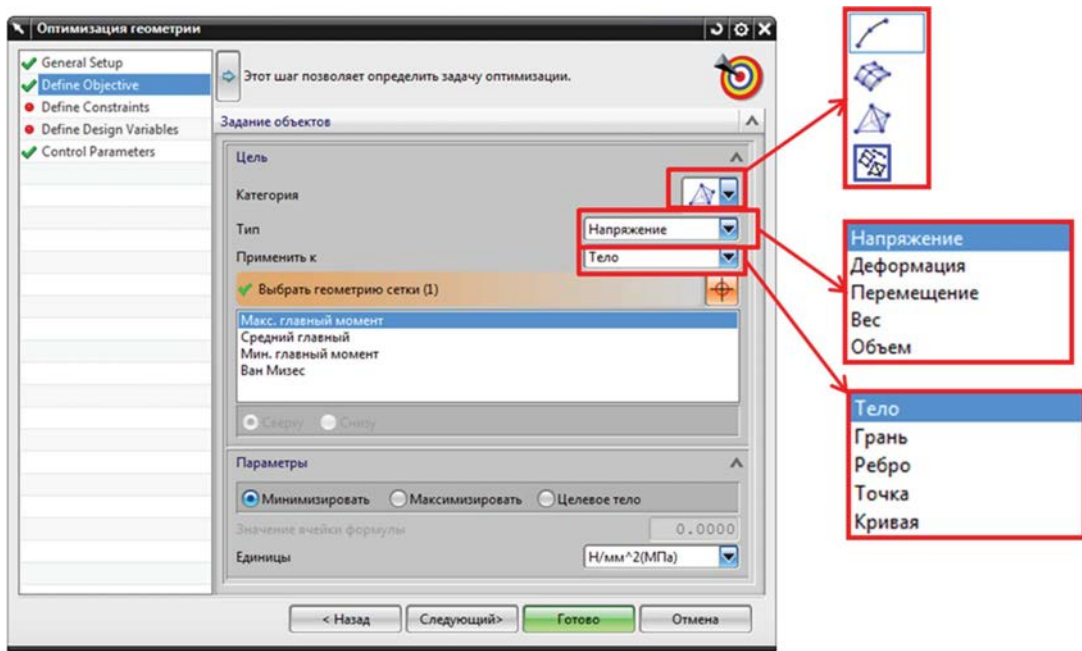 Оптимизация геометрии
General Setup
Define Objective
Define Constraints
Define Design Variables
Control Parameters
Этот шаг позволяет определить задачу оптимизации.
Задание объектов
Цель
Категория
Тип
Напряжение
Применить к
Тело
Выбрать геометрию сетки (1)
Макс. главный момент
Средний главный
Мин. главный момент
Ван Мизес
Сверху Снизу
Параметры
Минимизировать Максимизировать Целевое тело
Значение ячейки формулы
0.0000
Единицы
Н/мм^2(МПа)
< Назад
Следующий>
Готово
Отмена
Напряжение
Деформация
Перемещение
Вес
Объем
Тело
Грань
Ребро
Точка
Кривая